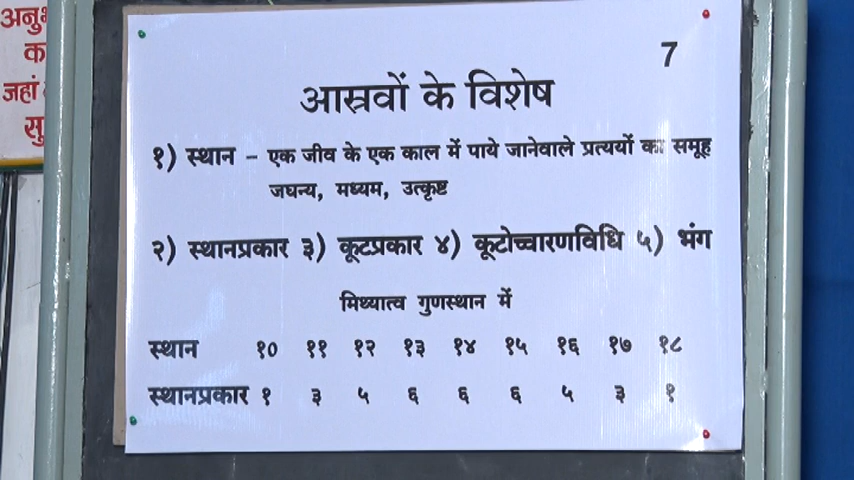 7
आस्रवों के विशेष
१) स्थान - एक जीव के एक काल में पाये जानेवाले प्रत्ययों का समूह
जघन्य, मध्यम, उत्कृष्ट
२) स्थानप्रकार ३) कूटप्रकार ४) कूटोच्चारणविधि ५) भंग
मिथ्यात्व गुणस्थान में
स्थान १० ११ १२ १३ १४ १५ १६ १७ १८
स्थानप्रकार १ ३ ५ ६ ६ ६ ५ ३ १
जहां